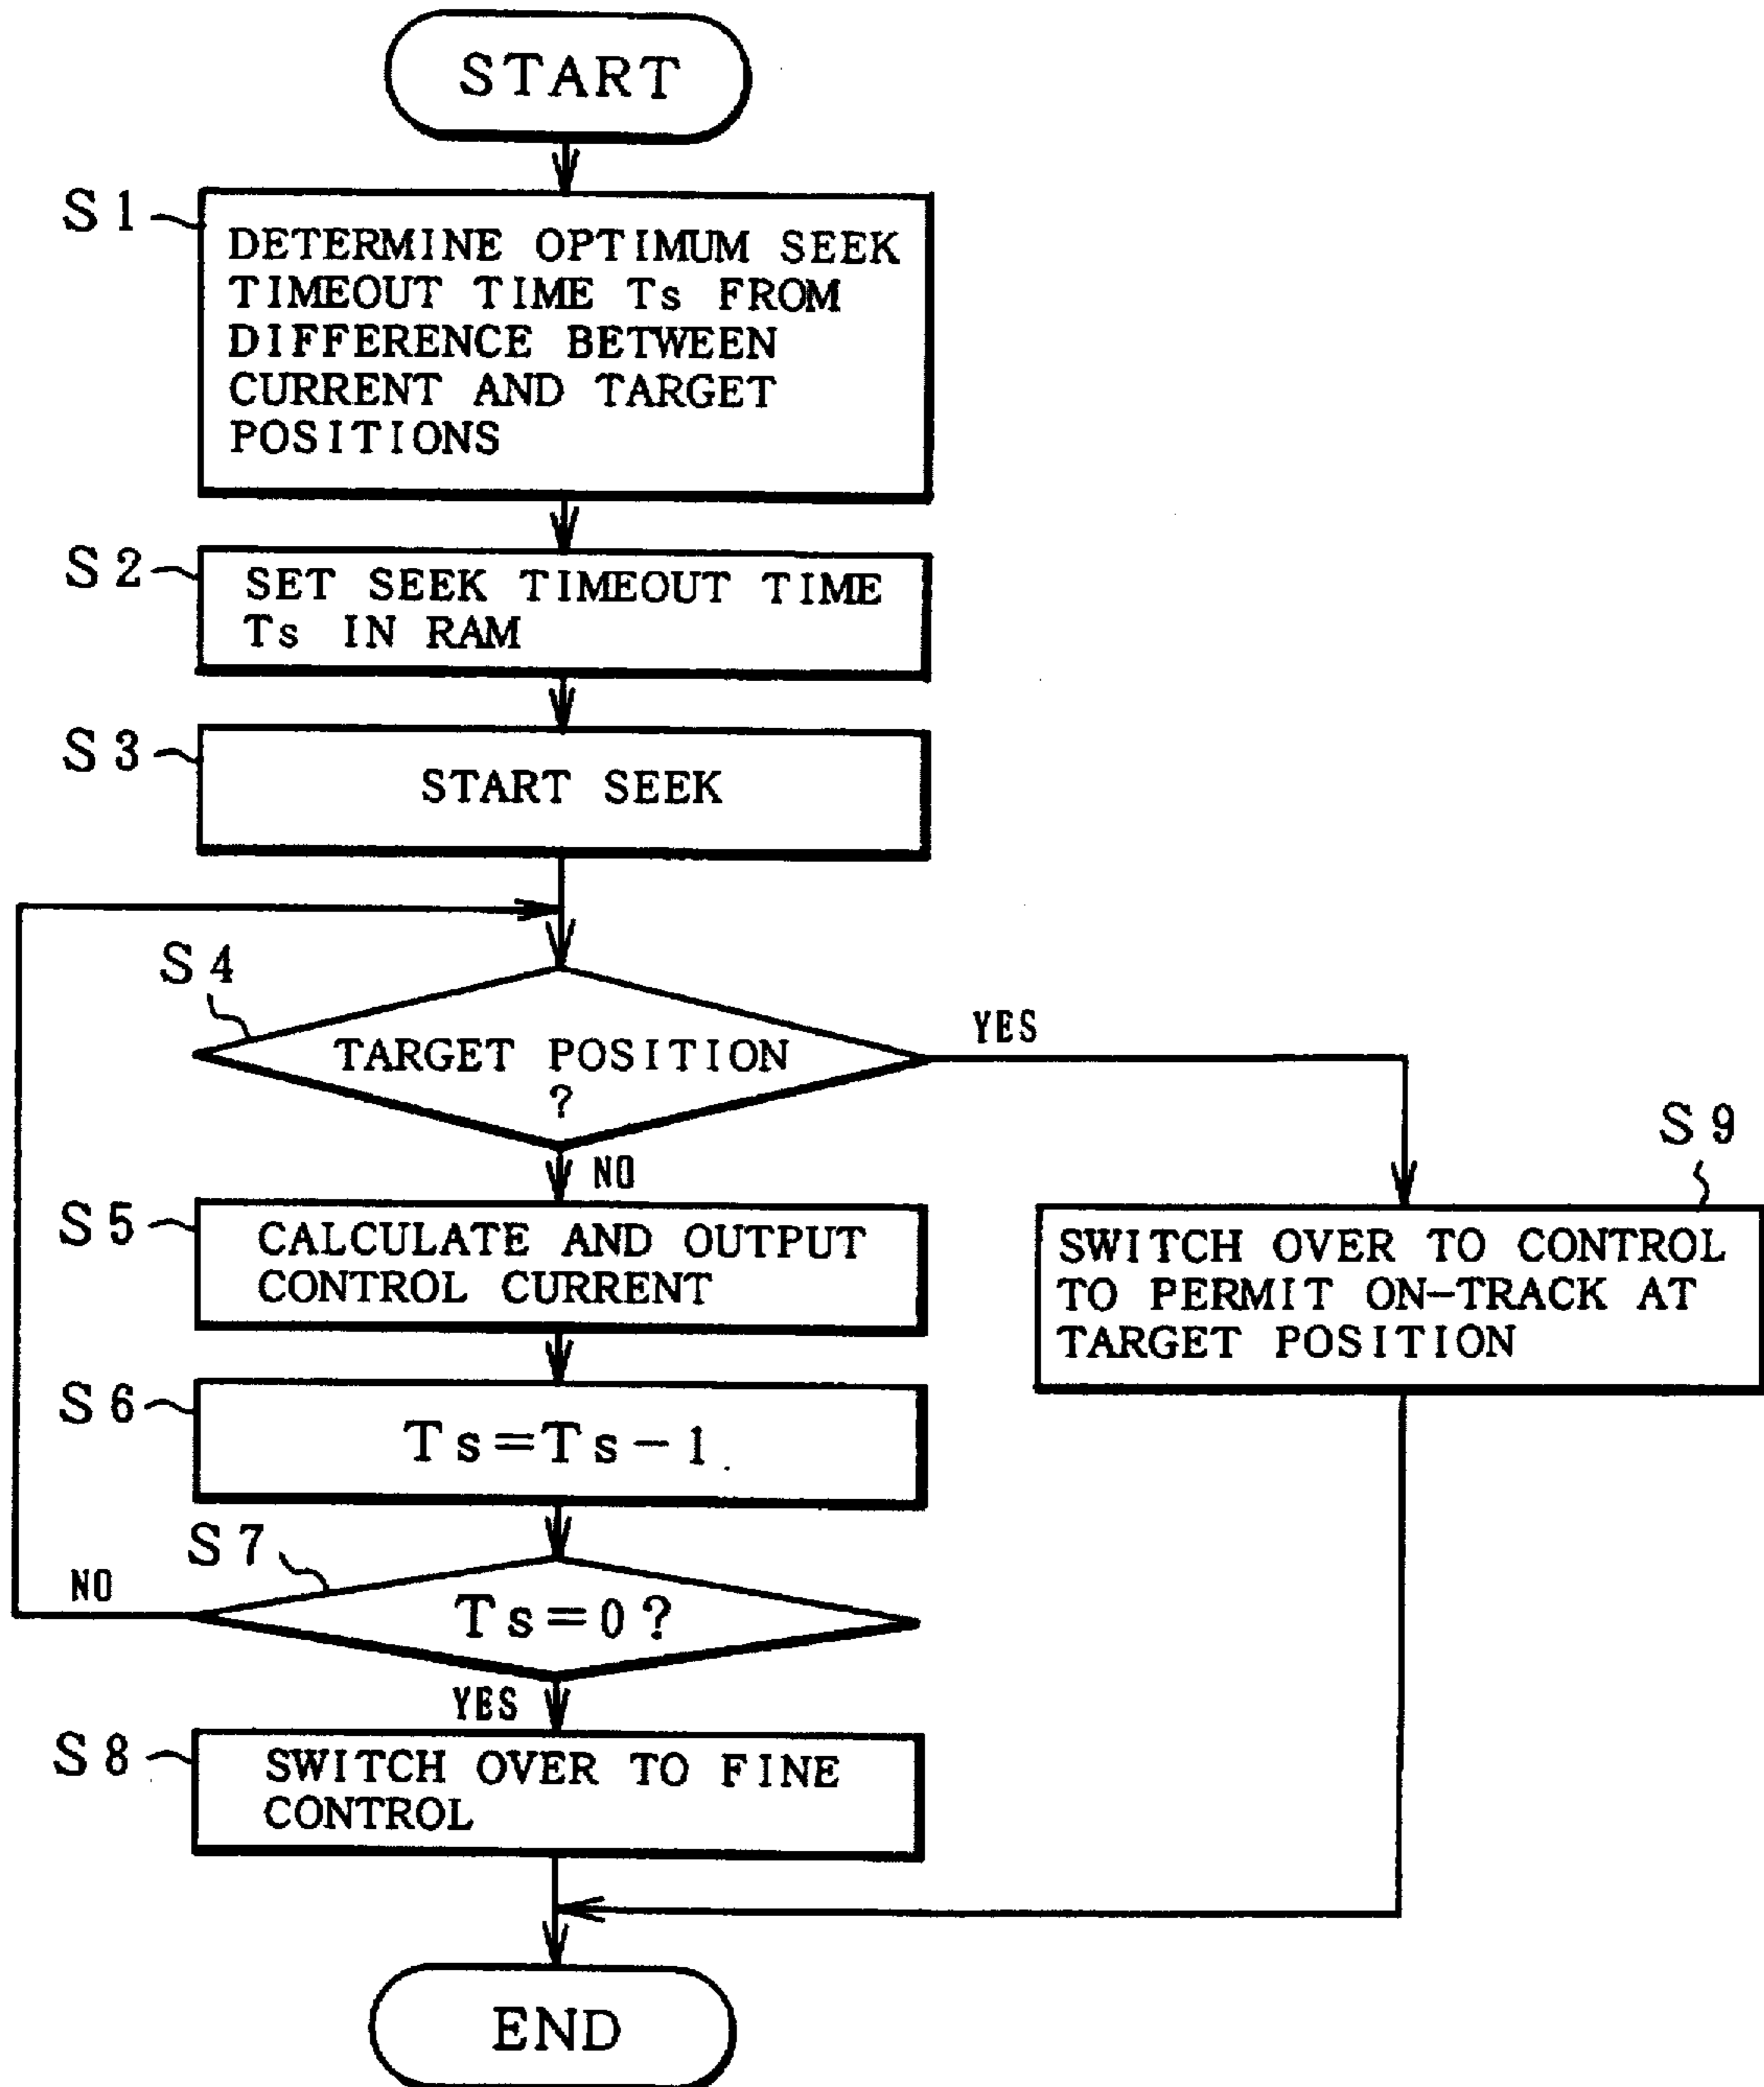 START
S1
DETERMINE OPTIMUM SEEK
TIMEOUT TIME Ts FROM
DIFFERENCE BETWEEN
CURRENT AND TARGET
POSITIONS
S2
SET SEEK TIMEOUT TIME
Ts IN RAM
S3
START SEEK
S4
TARGET POSITION
?
YES
NO
S9
SWITCH OVER TO CONTROL
TO PERMIT ON-TRACK AT
TARGET POSITION
S5
CALCULATE AND OUTPUT
CONTROL CURRENT
S6
Ts=Ts-1
S7
NO
Ts=0?
YES
S8
SWITCH OVER TO FINE
CONTROL
END